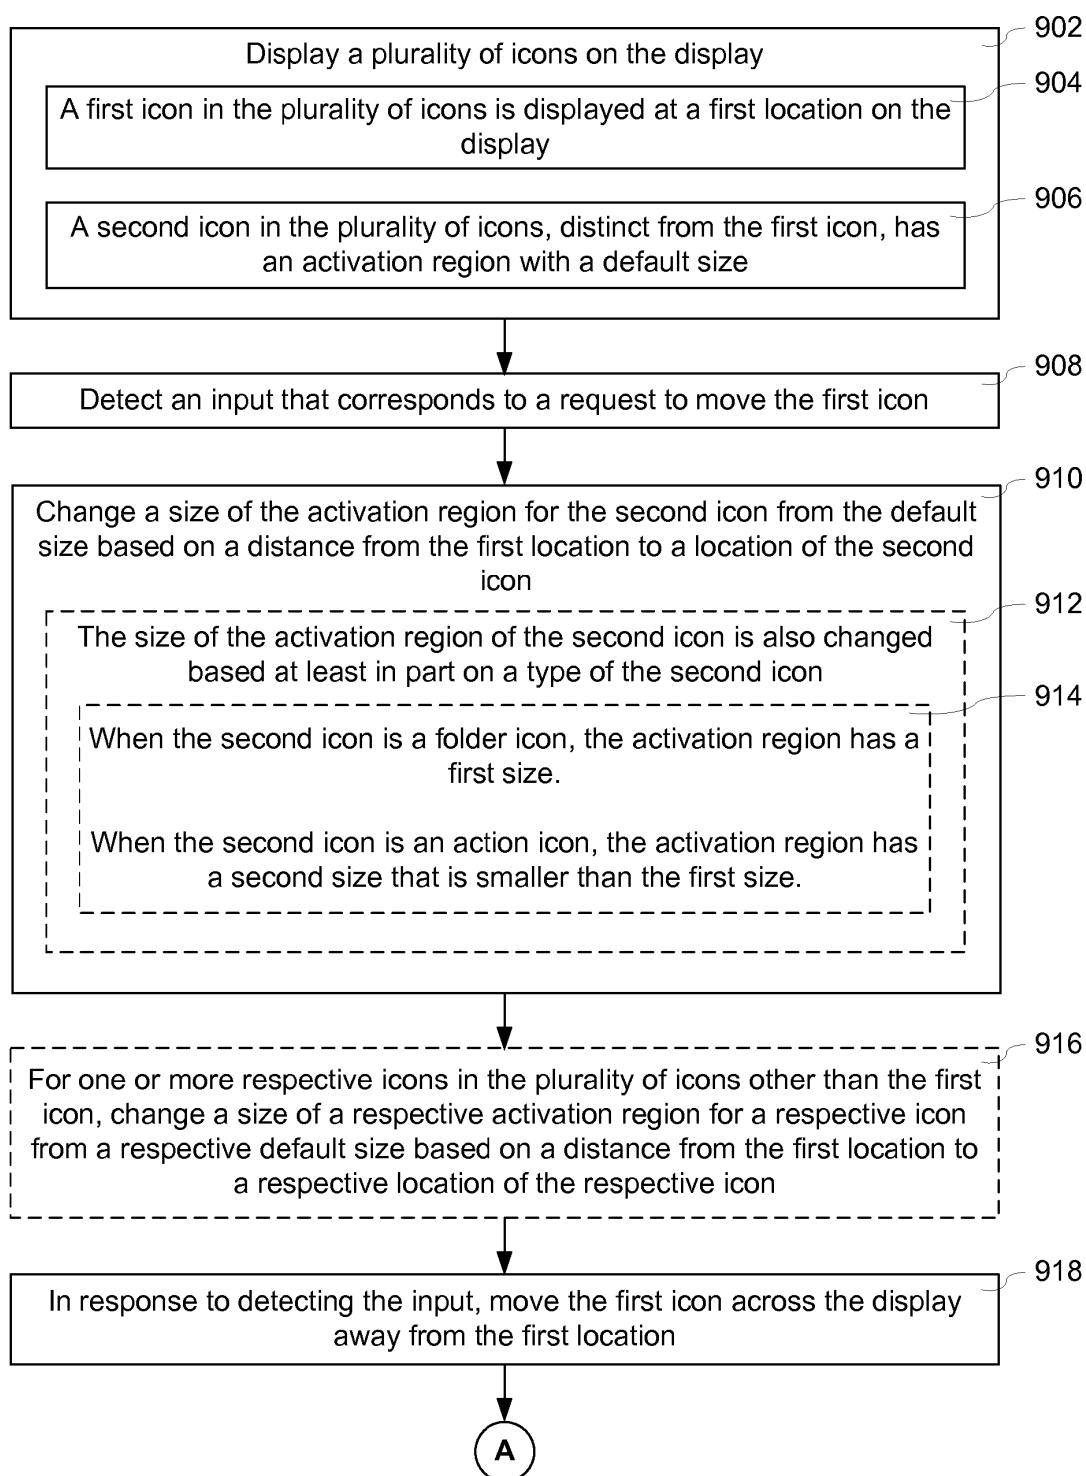 902
Display a plurality of icons on the display
904
A first icon in the plurality of icons is displayed at a first location on the
display
906
A second icon in the plurality of icons, distinct from the first icon, has
an activation region with a default size
908
Detect an input that corresponds to a request to move the first icon
910
Change a size of the activation region for the second icon from the default
size based on a distance from the first location to a location of the second
icon
912
The size of the activation region of the second icon is also changed
based at least in part on a type of the second icon
914
When the second icon is a folder icon, the activation region has a
first size.
When the second icon is an action icon, the activation region has
a second size that is smaller than the first size.
916
For one or more respective icons in the plurality of icons other than the first
icon, change a size of a respective activation region for a respective icon
from a respective default size based on a distance from the first location to
a respective location of the respective icon
918
In response to detecting the input, move the first icon across the display
away from the first location
A